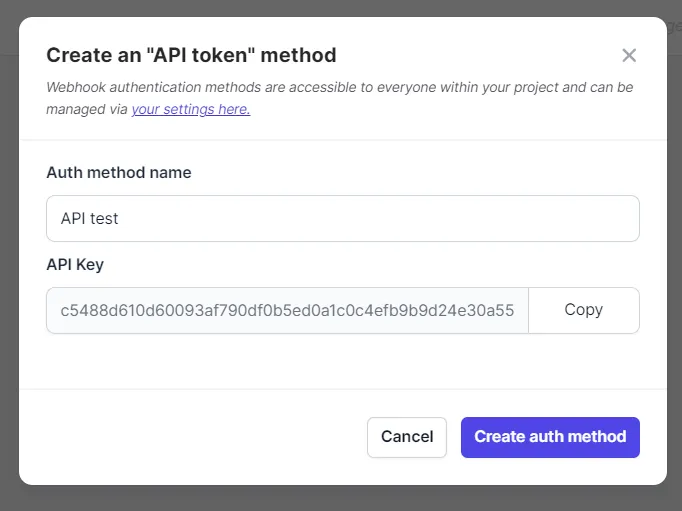 Create an "API token" method
Webhook authentication methods are accessible to everyone within your project and can be
managed via your settings here.
Auth method name
API test
API Key
c5488d610d60093af790df0b5ed0a1c0c4efb9b9d24e30a55
Copy
Cancel
Create auth method